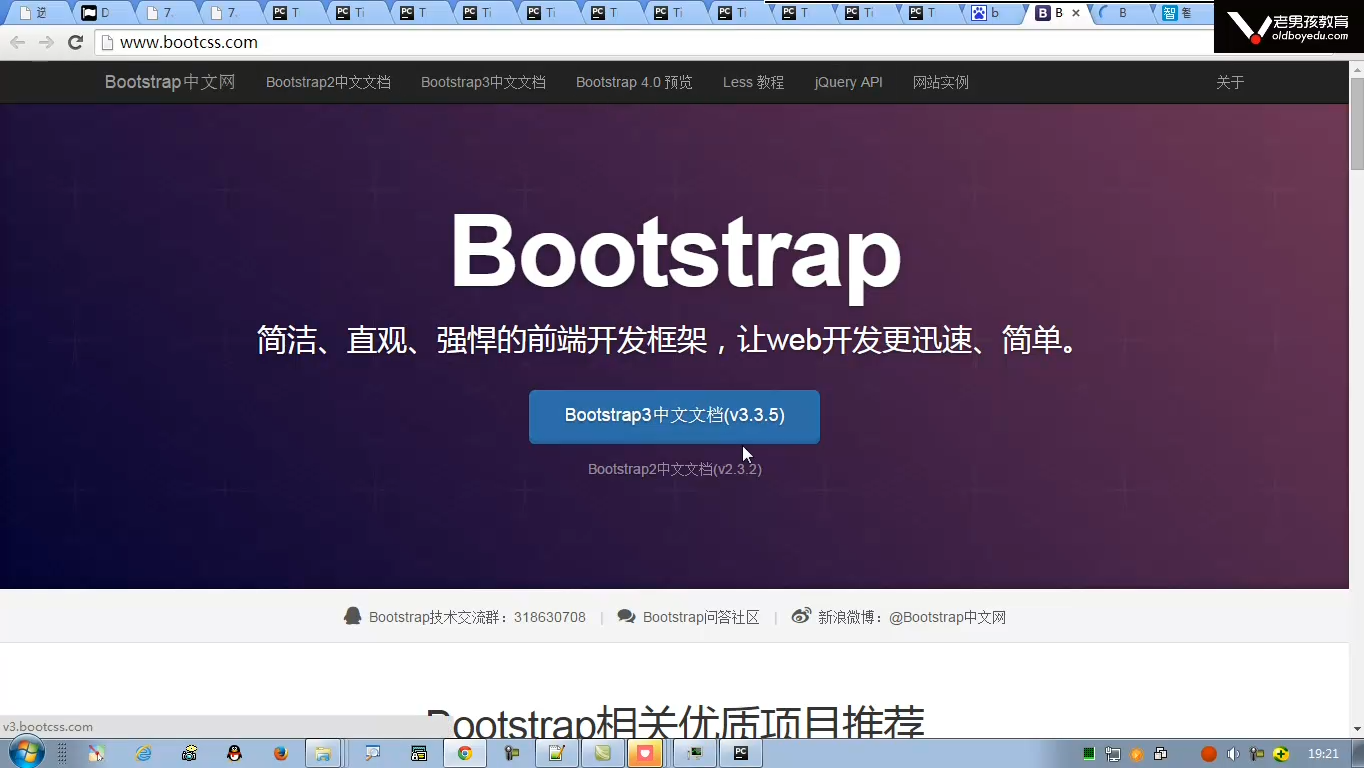 逆 D 7. 7. T Ti T Ti Ti T Ti Ti T Ti T b B × B 智
老男孩教育
oldboyedu.com
www.bootcss.com
Bootstrap中文网 Bootstrap2中文文档 Bootstrap3中文文档 Bootstrap 4.0 预览 Less 教程 jQuery API 网站实例 关于
Bootstrap
简洁、直观、强悍的前端开发框架，让web开发更迅速、简单。
Bootstrap3中文文档(v3.3.5)
Bootstrap2中文文档(v2.3.2)
Bootstrap技术交流群：318630708 | Bootstrap问答社区 | 新浪微博：@Bootstrap中文网
Bootstrap相关优质项目推荐
v3.bootcss.com
19:21